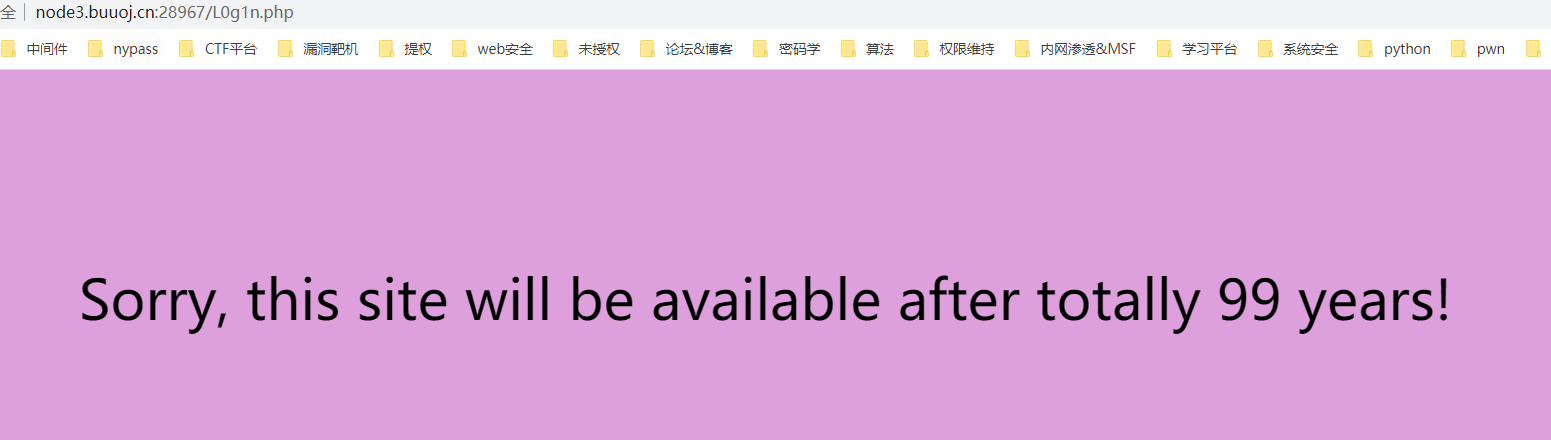 全 node3.buuoj.cn:28967/L0g1n.php
中间件 nypass CTF平台 漏洞靶机 提权 web安全 未授权 论坛&博客 密码学 算法 权限维持 内网渗透&MSF 学习平台 系统安全 python pwn
Sorry, this site will be available after totally 99 years!